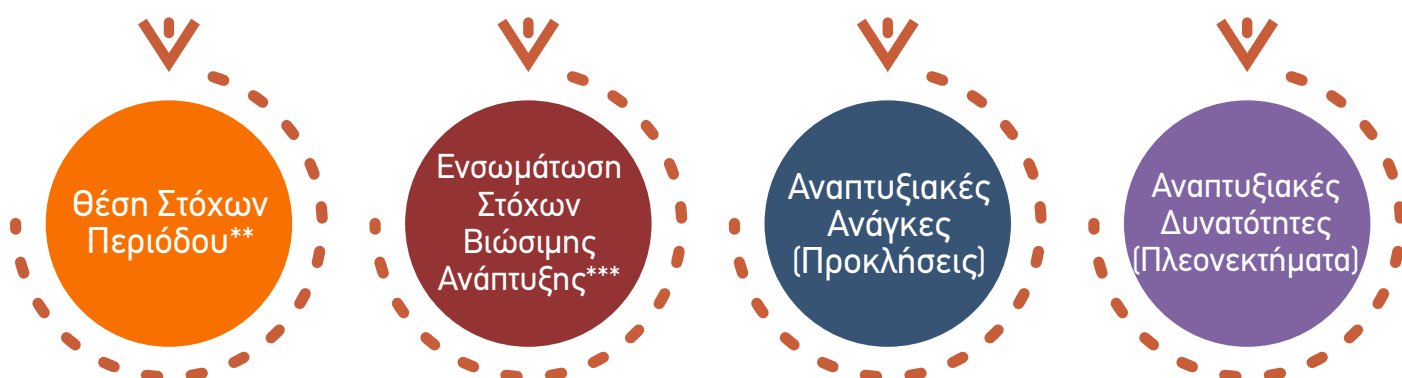 Θέση Στόχων
Περιόδου**
Ενσωμάτωση
Στόχων
Βιώσιμης
Ανάπτυξης***
Αναπτυξιακές
Ανάγκες
(Προκλήσεις)
Αναπτυξιακές
Δυνατότητες
(Πλεονεκτήματα)